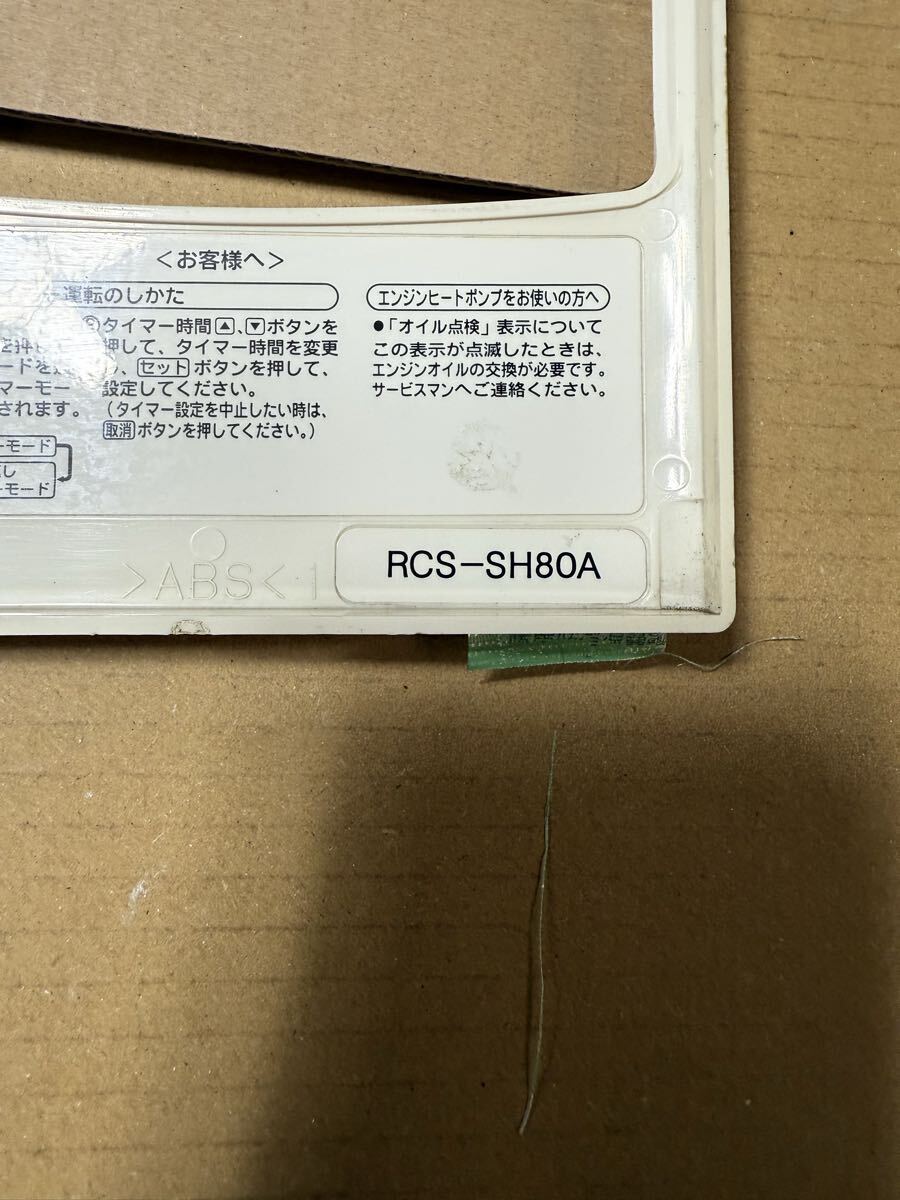 <お客様へ>
運転のしかた
③タイマー時間▲、▼ボタンを
押して、タイマー時間を変更
セットボタンを押して、
設定してください。
(タイマー設定を中止したい時は、
取消ボタンを押してください。)
マーモー
されます。
モード
し
ーモード
エンジンヒートポンプをお使いの方へ
●「オイル点検」表示について
この表示が点滅したときは、
エンジンオイルの交換が必要です。
サービスマンへご連絡ください。
>ABS< 1
RCS-SH80A